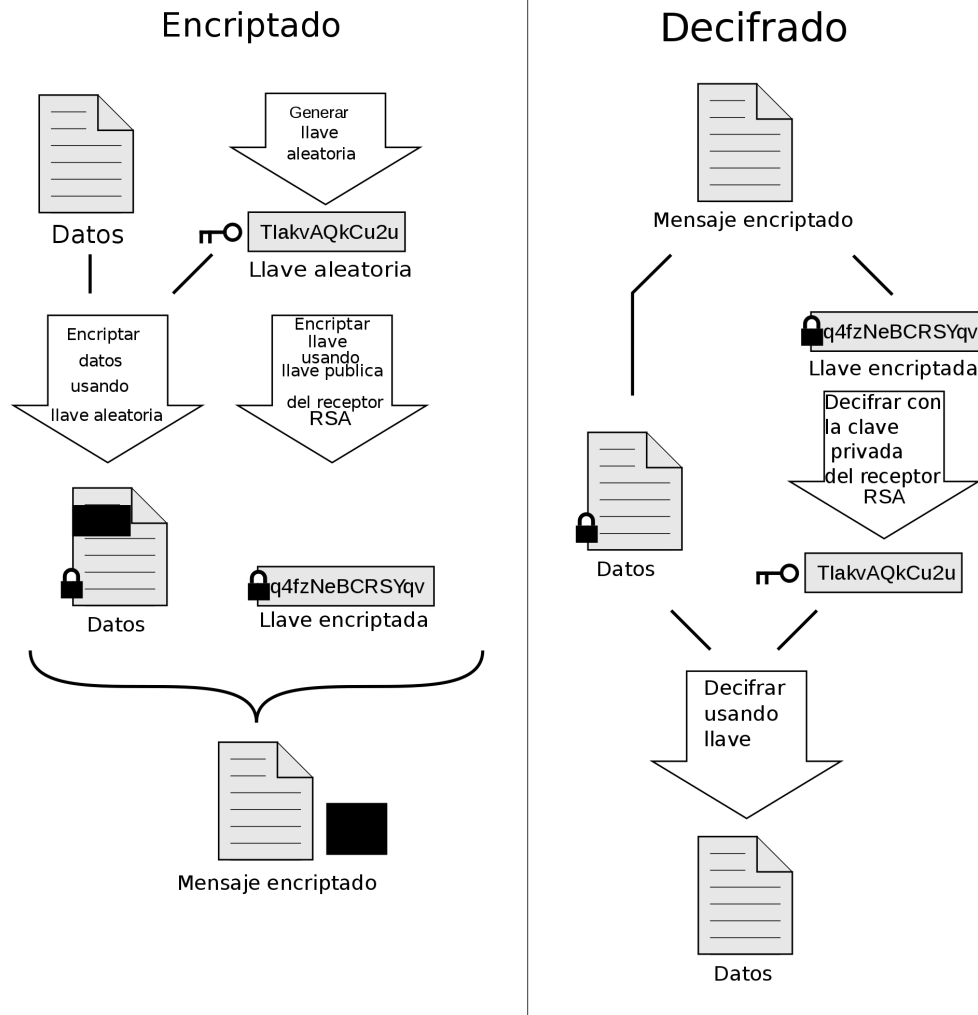 Encriptado
Generar
llave
aleatoria
Datos
TIakvAQkCu2u
Llave aleatoria
Encriptar
datos
usando
llave aleatoria
Encriptar
llave
usando
llave publica
del receptor
RSA
Datos
q4fzNeBCRSYqv
Llave encriptada
Mensaje encriptado
Decifrado
Mensaje encriptado
q4fzNeBCRSYqv
Llave encriptada
Decifrar con
la clave
privada
del receptor
RSA
Datos
TIakvAQkCu2u
Decifrar
usando
llave
Datos